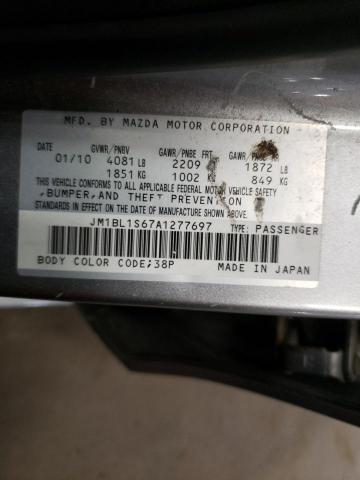 MFD. BY MAZDA MOTOR CORPORATION
DATE GVWR/PNBV GAWR/PNBE FRT GAWR/PNBE RR
01/10 4081 LB 2209 1872 LB
1851 KG 1002 KG 849 KG
THIS VEHICLE CONFORMS TO ALL APPLICABLE FEDERAL MOTOR VEHICLE SAFETY
, BUMPER, AND THEFT PREVENTION
STANDARDS IN EFFECT ON THE DATE OF MANUFACTURE SHOWN ABOVE.
JM1BL1S67A1277697 TYPE: PASSENGER
BODY COLOR CODE;38P MADE IN JAPAN